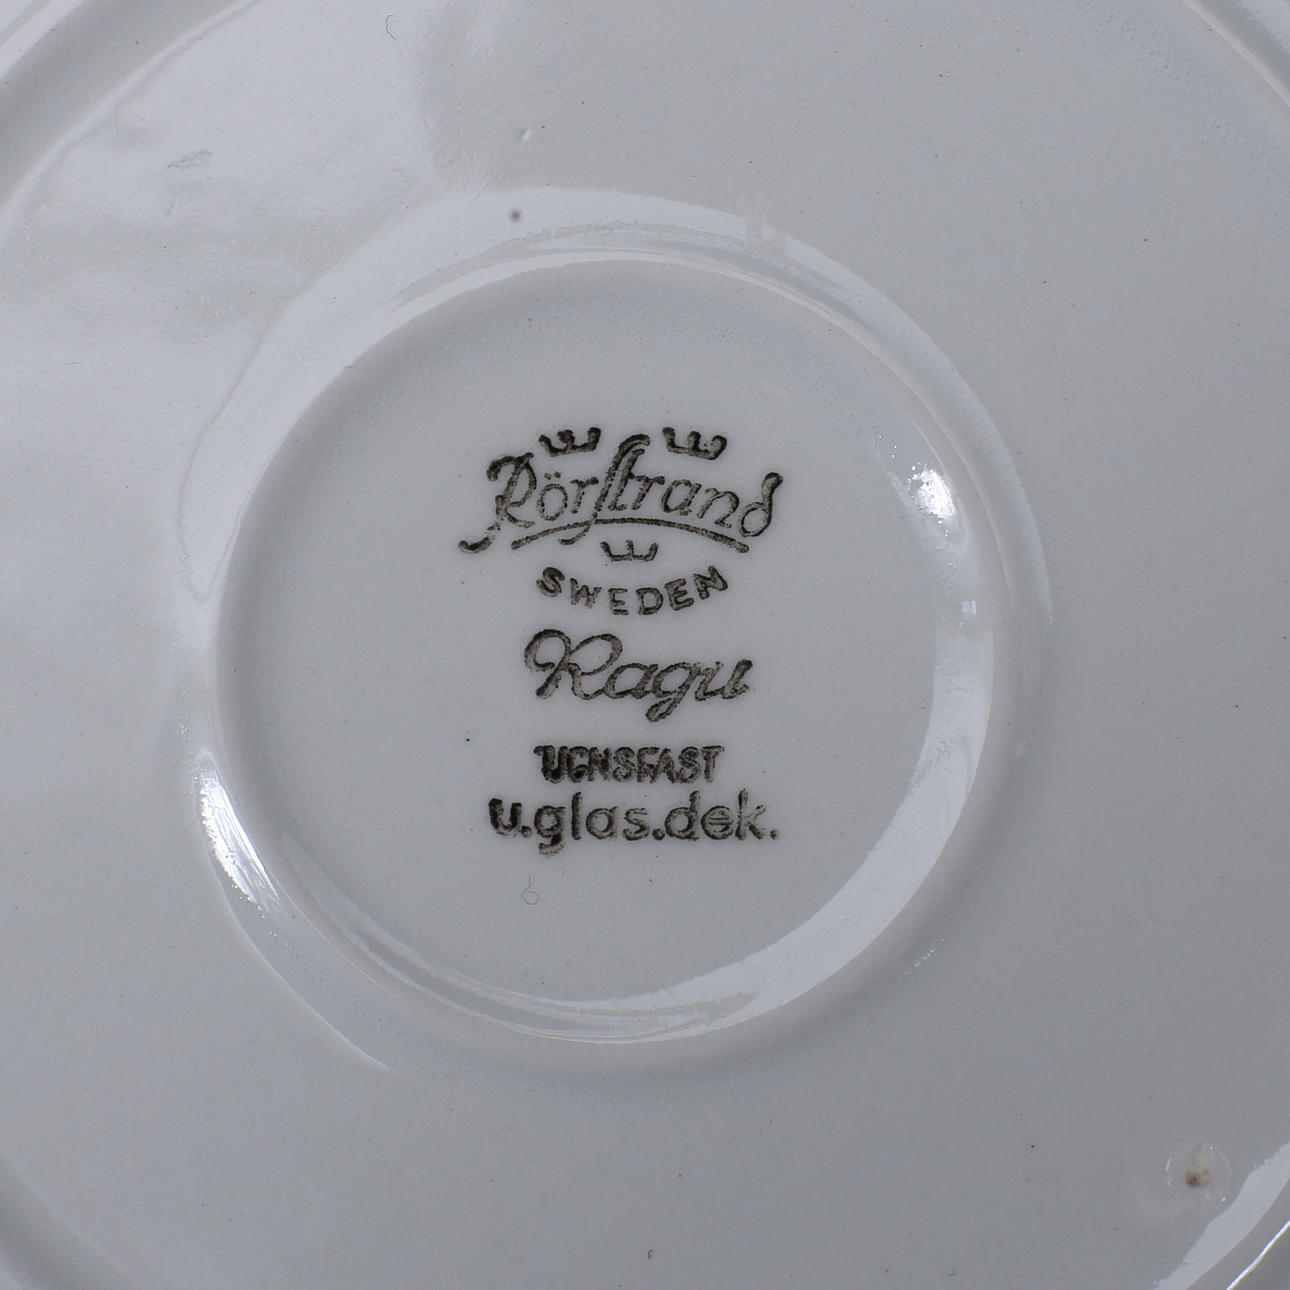 Rörstrand
SWEDEN
Ragu
UGNSFAST
u.glas.dek.